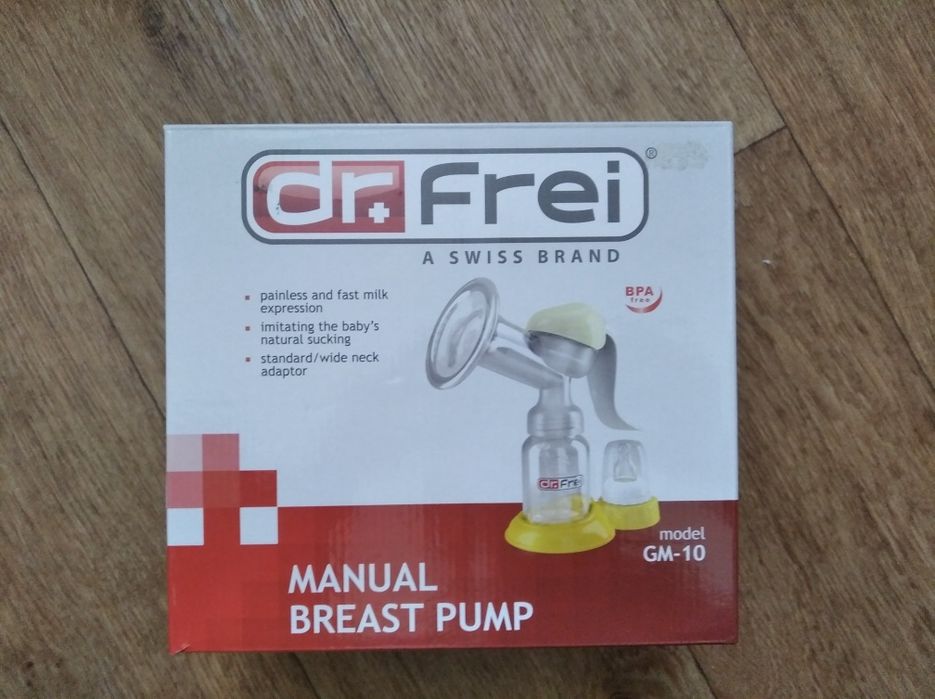 dr. Frei®
A SWISS BRAND
painless and fast milk
expression
imitating the baby's
natural sucking
standard/wide neck
adaptor
BPA
free
dr. Frei
model
GM-10
MANUAL
BREAST PUMP